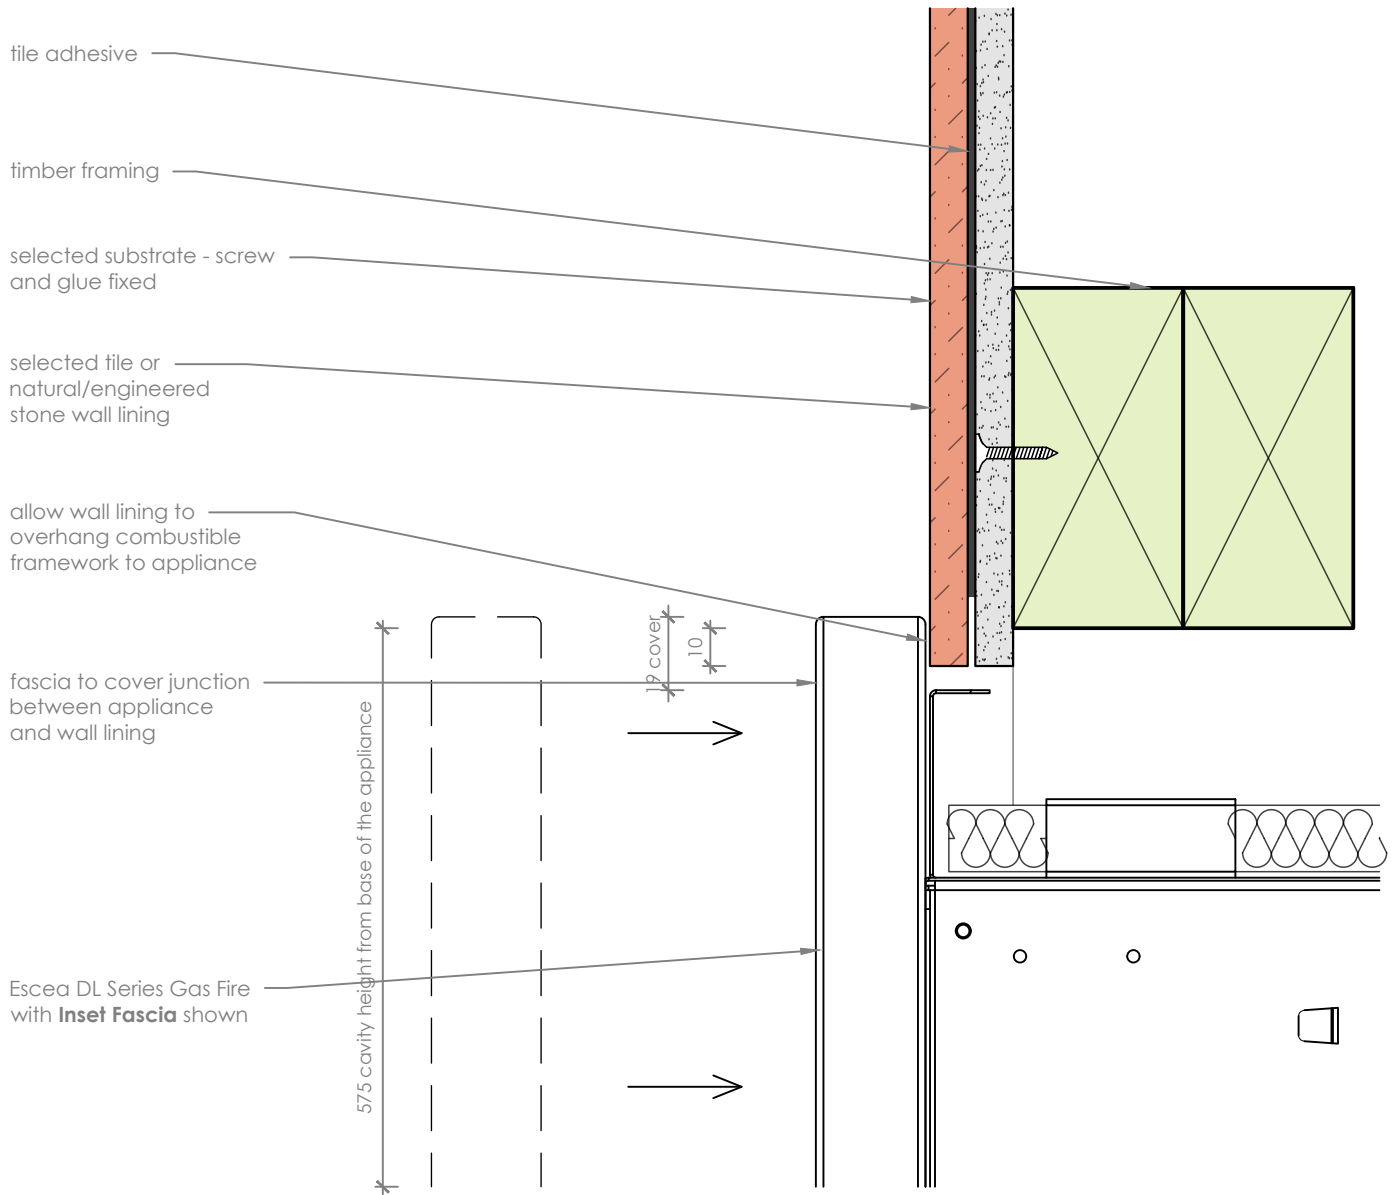 tile adhesive
timber framing
selected substrate - screw
and glue fixed
selected tile or
natural/engineered
stone wall lining
allow wall lining to
overhang combustible
framework to appliance
19 cover
10
fascia to cover junction
between appliance
and wall lining
575 cavity height from base of the appliance
Escea DL Series Gas Fire
with Inset Fascia shown